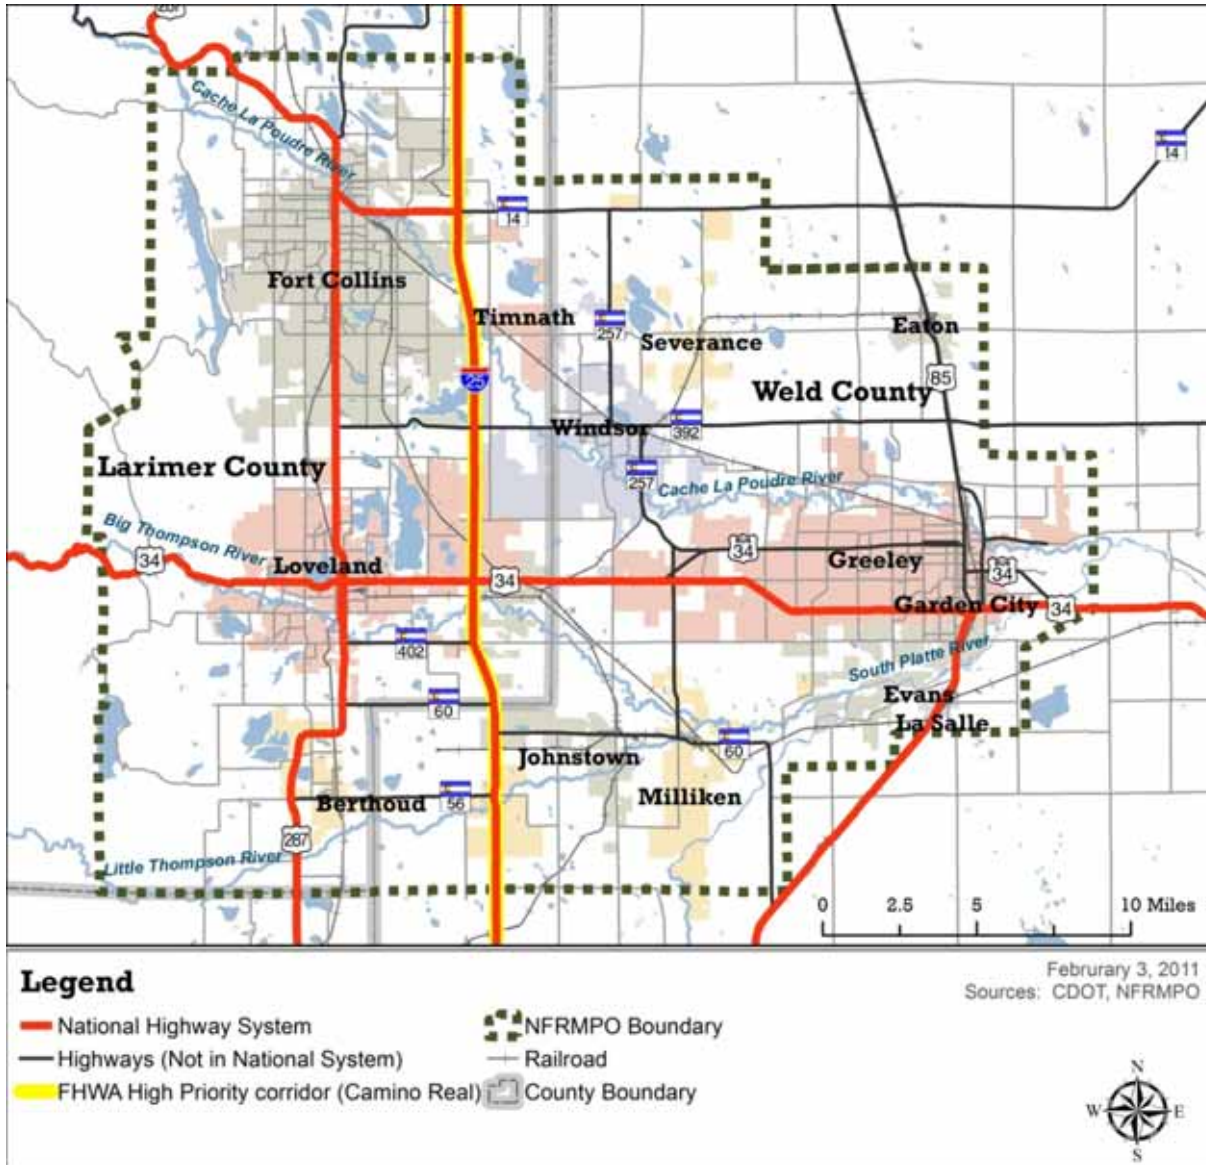 287
Cache La Poudre River
14
14
Fort Collins
Timnath
257
Severance
Eaton
25
85
Weld County
392
Windsor
Larimer County
257
Cache La Poudre River
Big Thompson River
34
Loveland
34
34
Greeley
34
Garden City
34
402
South Platte River
60
Evans
La Salle
60
Johnstown
Berthoud
56
Milliken
287
Little Thompson River
0 2.5 5 10 Miles
Legend
Februrary 3, 2011
Sources: CDOT, NFRMPO
National Highway System
NFRMPO Boundary
Highways (Not in National System)
Railroad
FHWA High Priority corridor (Camino Real)
County Boundary
N
W E
S